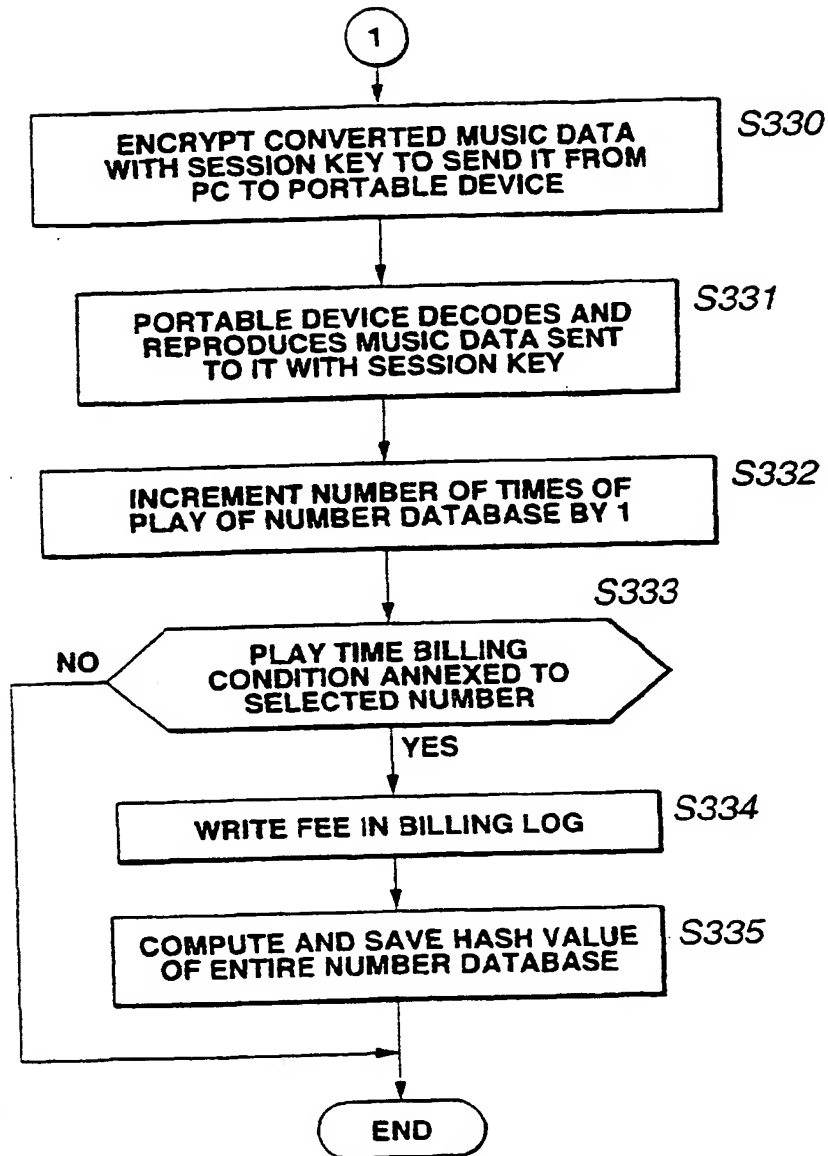 1
S330
ENCRYPT CONVERTED MUSIC DATA
WITH SESSION KEY TO SEND IT FROM
PC TO PORTABLE DEVICE
S331
PORTABLE DEVICE DECODES AND
REPRODUCES MUSIC DATA SENT
TO IT WITH SESSION KEY
S332
INCREMENT NUMBER OF TIMES OF
PLAY OF NUMBER DATABASE BY 1
S333
NO
PLAY TIME BILLING
CONDITION ANNEXED TO
SELECTED NUMBER
YES
S334
WRITE FEE IN BILLING LOG
S335
COMPUTE AND SAVE HASH VALUE
OF ENTIRE NUMBER DATABASE
END